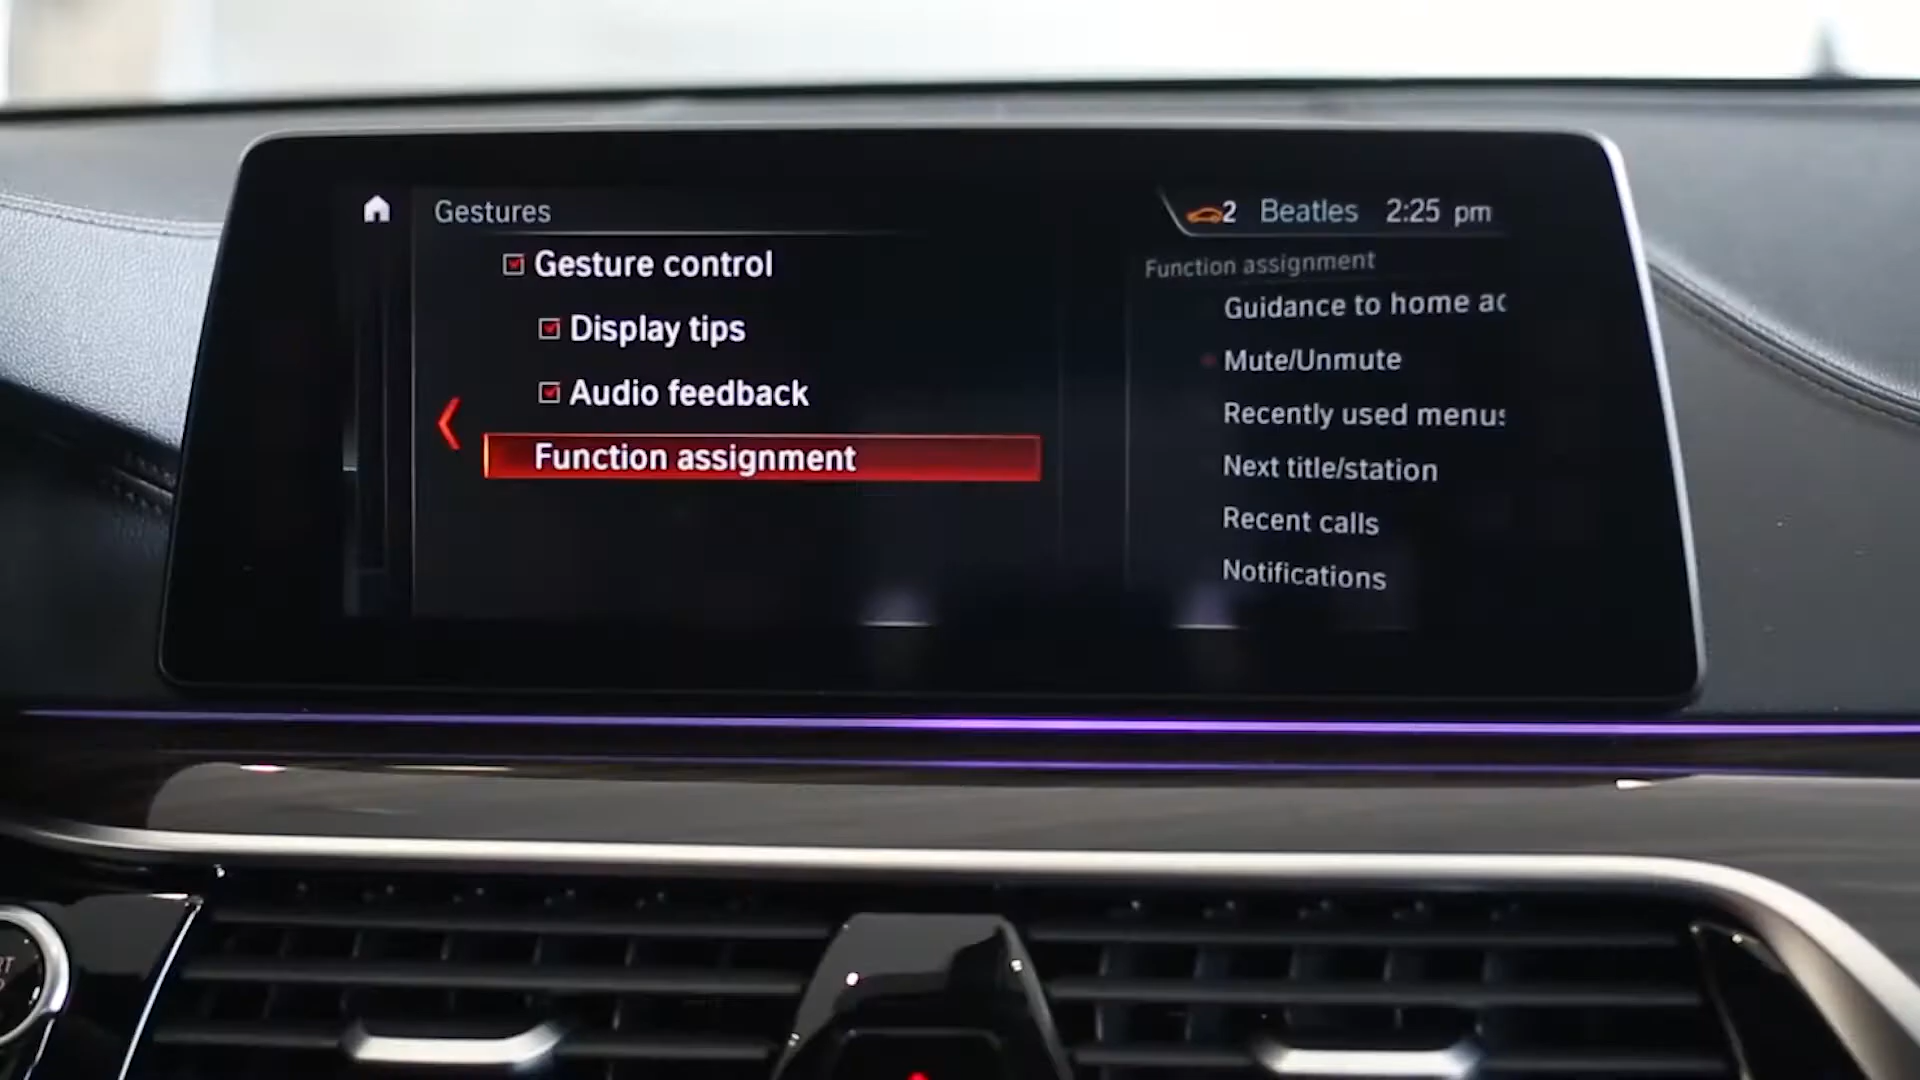 Gestures
2 Beatles 2:25 pm
Gesture control
Display tips
Audio feedback
Function assignment
Function assignment
Guidance to home
Mute/Unmute
Recently used menus
Next title/station
Recent calls
Notifications